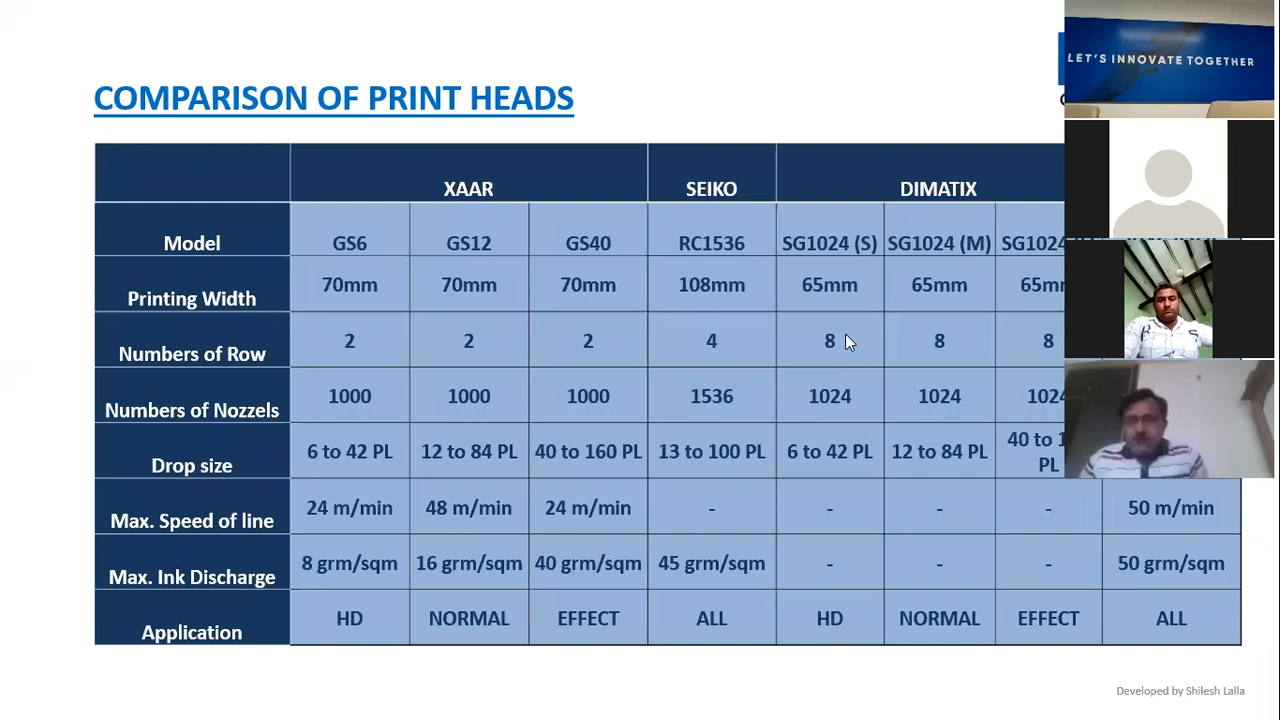 LET'S INNOVATE TOGETHER
COMPARISON OF PRINT HEADS
XAAR SEIKO DIMATIX
Model GS6 GS12 GS40 RC1536 SG1024 (S) SG1024 (M) SG1024
Printing Width 70mm 70mm 70mm 108mm 65mm 65mm
Numbers of Row 2 2 2 4 8 8 8
Numbers of Nozzels 1000 1000 1000 1536 1024 1024
Drop size 6 to 42 PL 12 to 84 PL 40 to 160 PL 13 to 100 PL 6 to 42 PL 12 to 84 PL 40 to
PL
Max. Speed of line 24 m/min 48 m/min 24 m/min - - - - 50 m/min
Max. Ink Discharge 8 grm/sqm 16 grm/sqm 40 grm/sqm 45 grm/sqm - - - 50 grm/sqm
Application HD NORMAL EFFECT ALL HD NORMAL EFFECT ALL
Developed by Shilesh Lalla